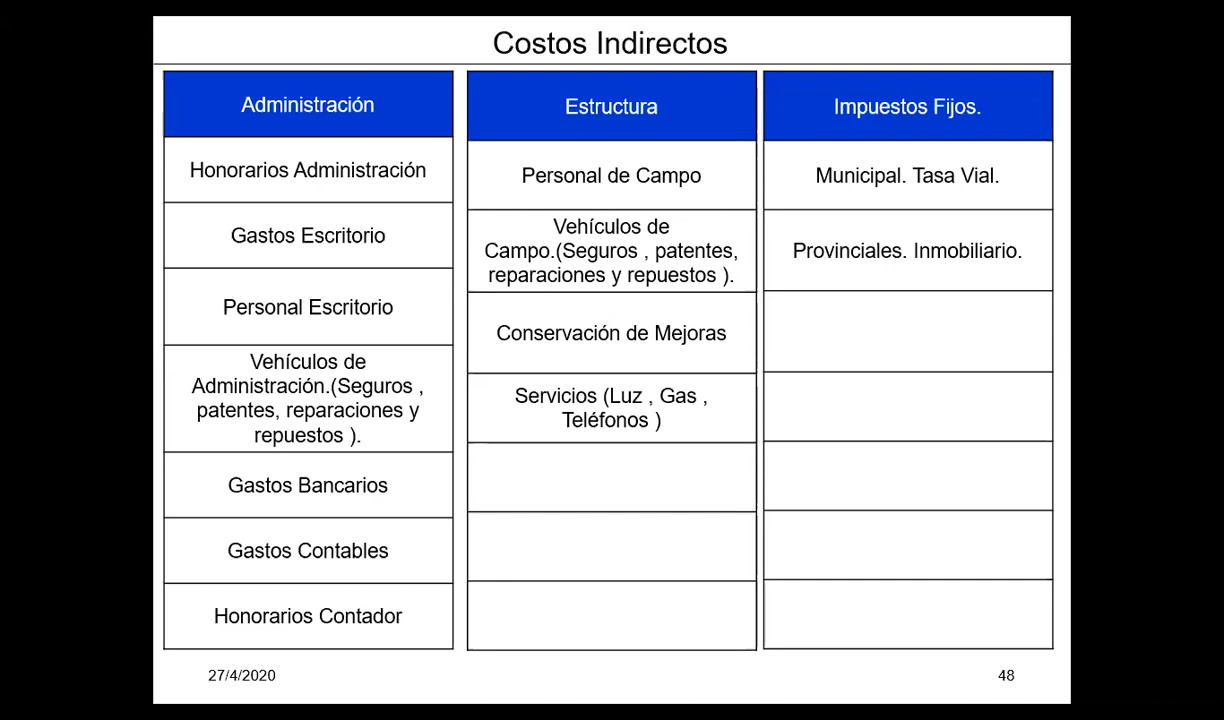 Costos Indirectos
Administración
Honorarios Administración
Gastos Escritorio
Personal Escritorio
Vehículos de
Administración.(Seguros ,
patentes, reparaciones y
repuestos ).
Gastos Bancarios
Gastos Contables
Honorarios Contador
Estructura
Personal de Campo
Vehículos de
Campo.(Seguros , patentes,
reparaciones y repuestos ).
Conservación de Mejoras
Servicios (Luz , Gas ,
Teléfonos )
Impuestos Fijos.
Municipal. Tasa Vial.
Provinciales. Inmobiliario.
27/4/2020
48